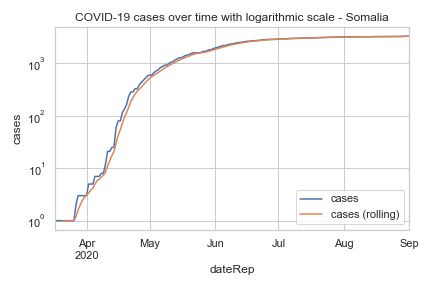 COVID-19 cases over time with logarithmic scale - Somalia
cases
10³
10²
10¹
10⁰
Apr
2020
May
Jun
Jul
Aug
Sep
dateRep
cases
cases (rolling)